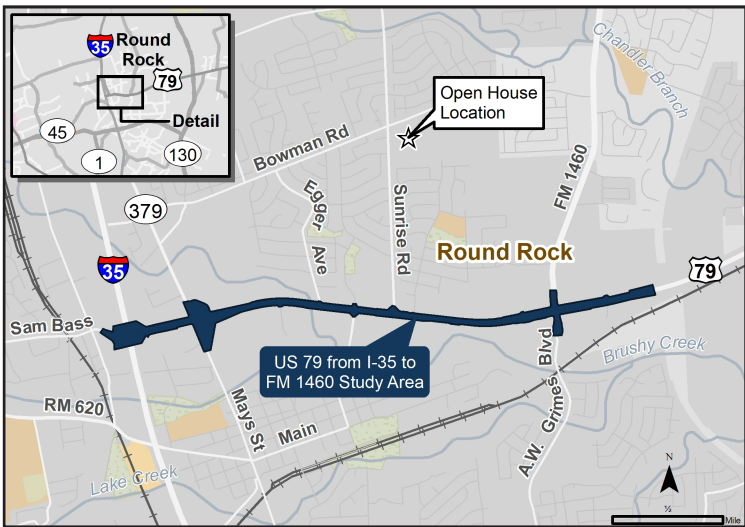 35
Round
Rock
79
Detail
45
1
130
Chandler Branch
Open House
Location
Bowman Rd
FM 1460
Egger Ave
Sunrise Rd
379
Round Rock
35
79
Sam Bass
US 79 from I-35 to
FM 1460 Study Area
Brushy Creek
A.W. Grimes Blvd
RM 620
Mays St
Main
Lake Creek
N
½
Mile